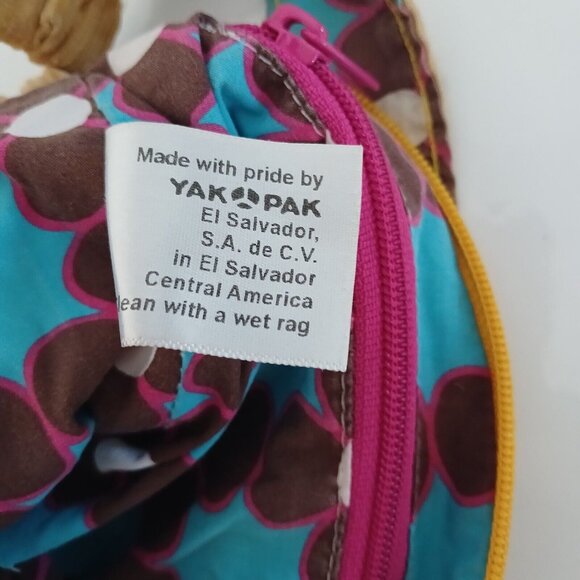 Made with pride by
YAK PAK
El Salvador,
S.A. de C.V.
in El Salvador
Central America
lean with a wet rag